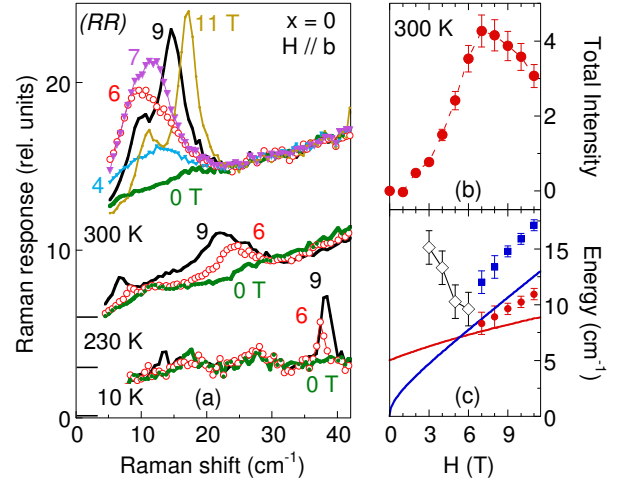 (RR)
x = 0
H // b
9
11 T
7
6
4
0 T
300 K
9
6
0 T
230 K
9
6
0 T
10 K
(a)
0
10
20
Raman response (rel. units)
0
10
20
30
40
Raman shift (cm-1)
300 K
(b)
4
2
0
Total Intensity
(c)
15
10
5
0
Energy (cm-1)
0
3
6
9
H (T)